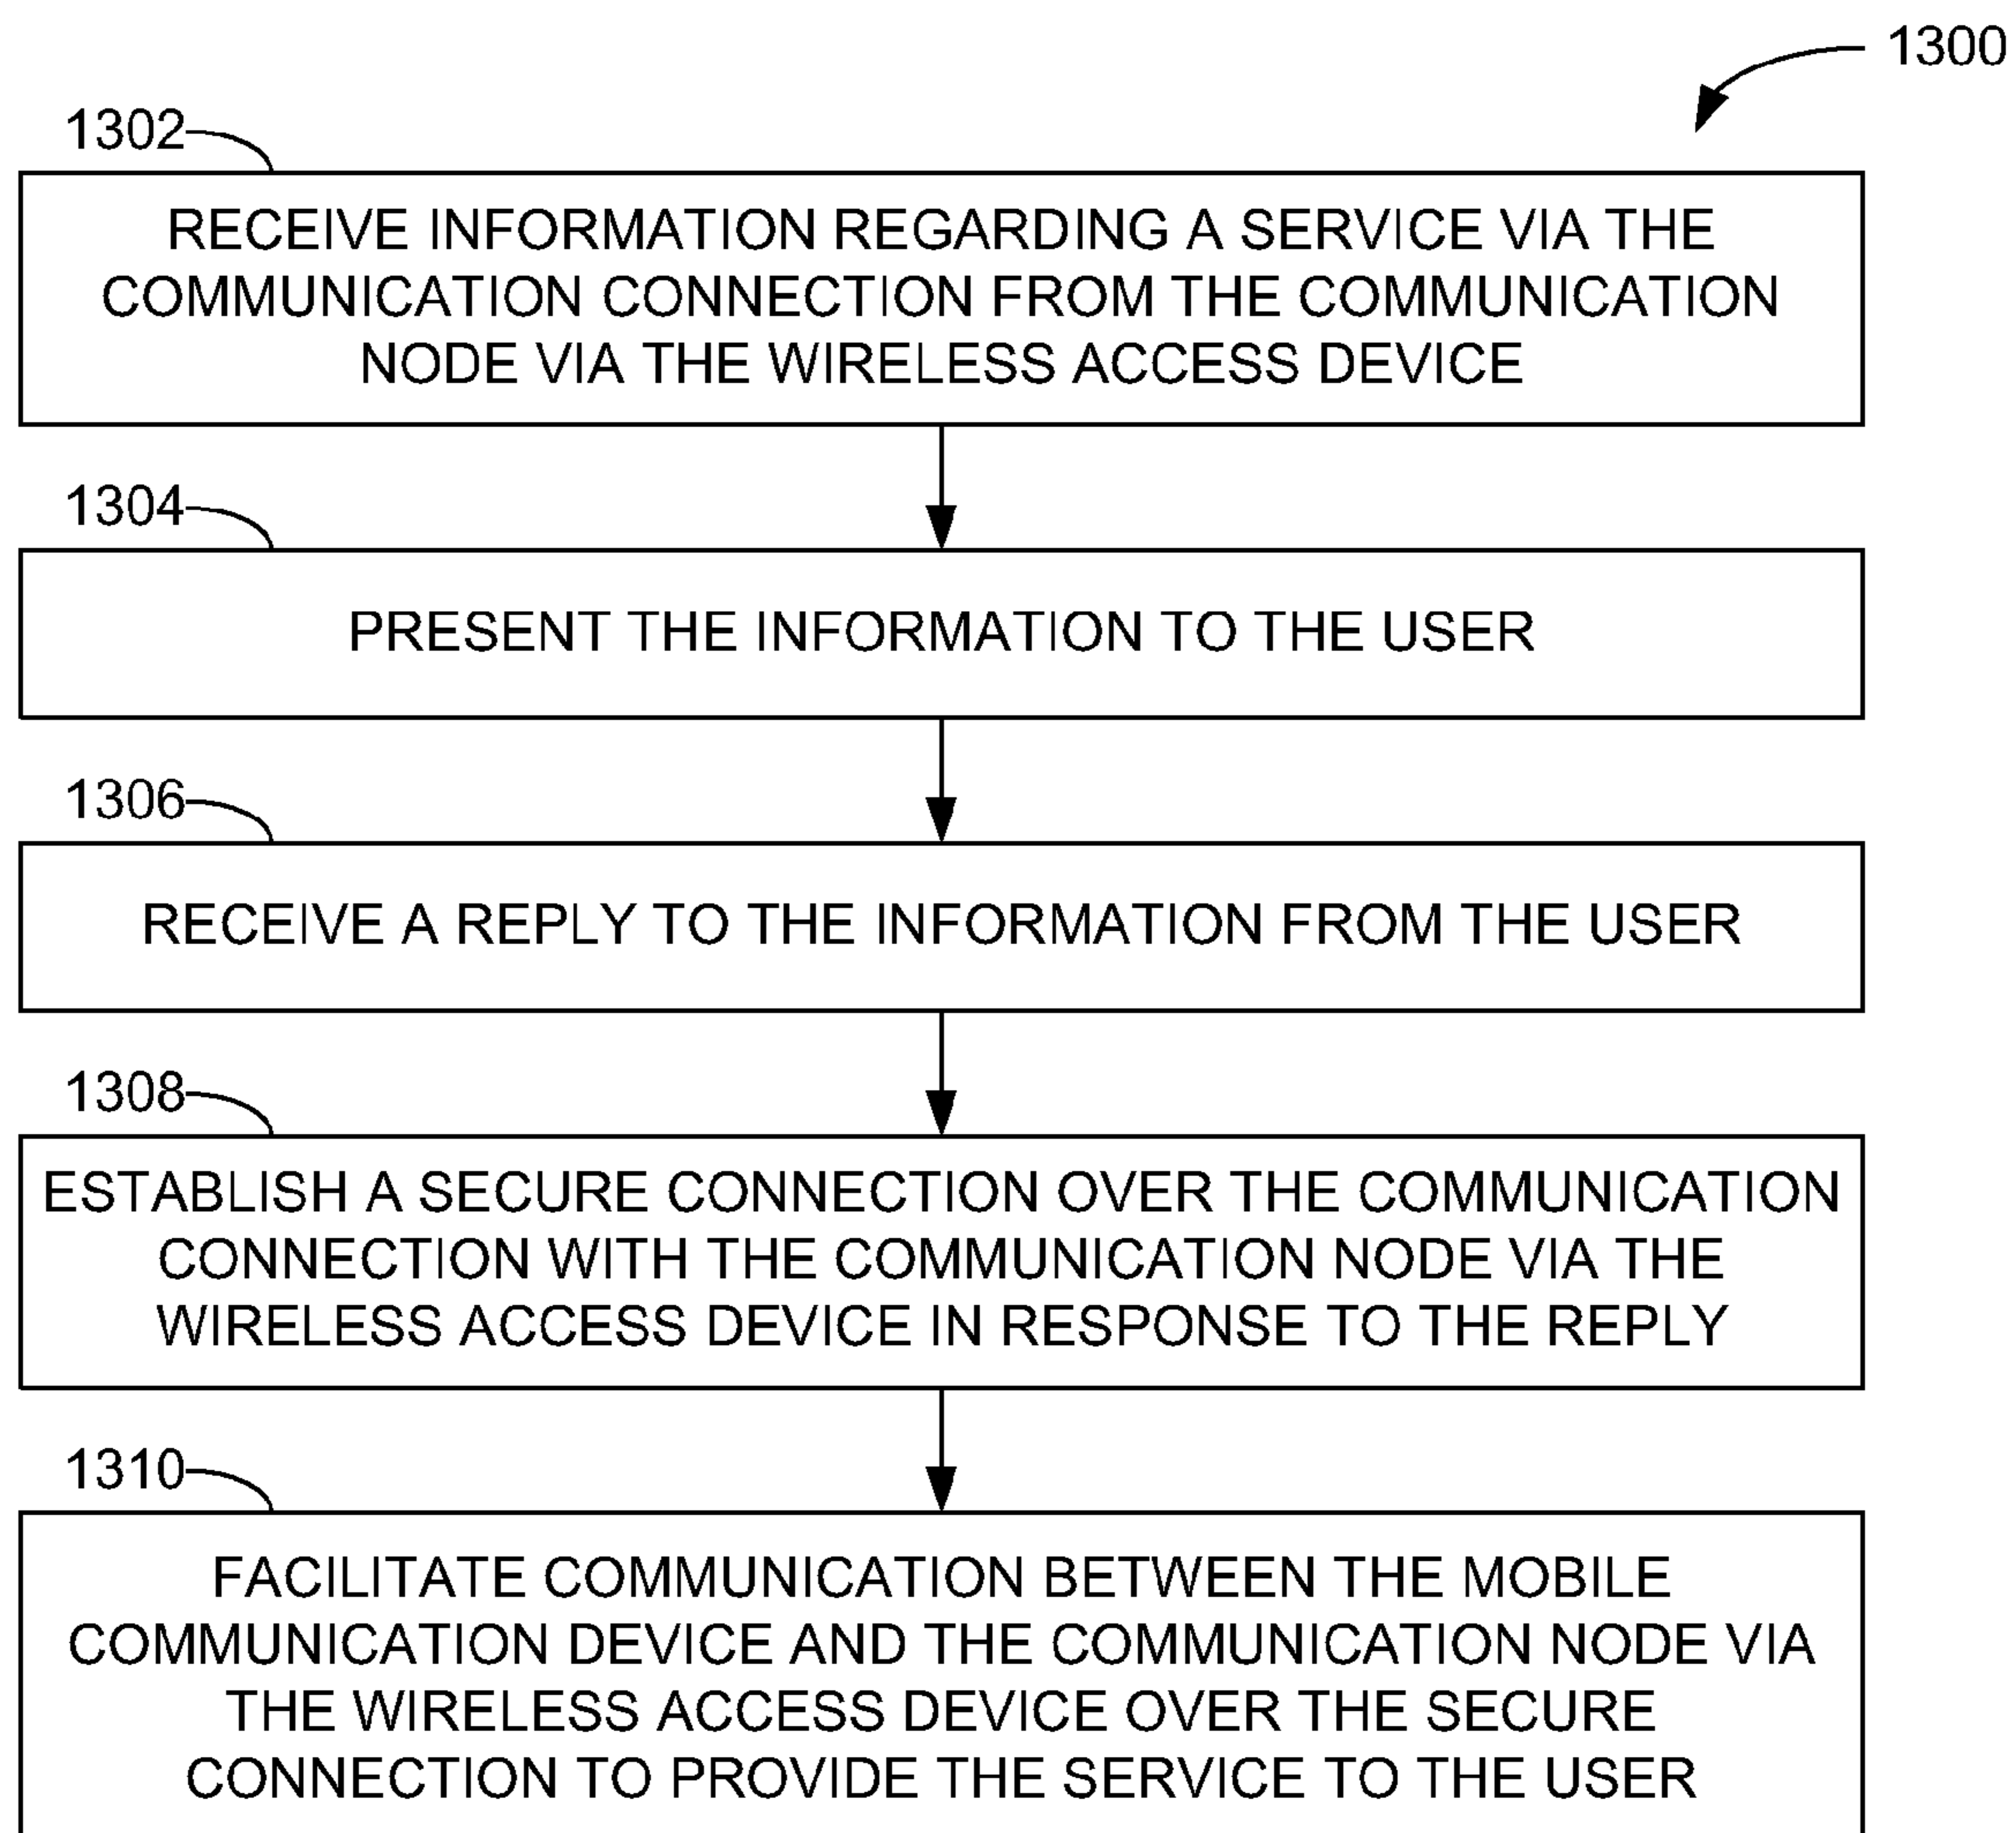 1300
1302
RECEIVE INFORMATION REGARDING A SERVICE VIA THE
COMMUNICATION CONNECTION FROM THE COMMUNICATION
NODE VIA THE WIRELESS ACCESS DEVICE
1304
PRESENT THE INFORMATION TO THE USER
1306
RECEIVE A REPLY TO THE INFORMATION FROM THE USER
1308
ESTABLISH A SECURE CONNECTION OVER THE COMMUNICATION
CONNECTION WITH THE COMMUNICATION NODE VIA THE
WIRELESS ACCESS DEVICE IN RESPONSE TO THE REPLY
1310
FACILITATE COMMUNICATION BETWEEN THE MOBILE
COMMUNICATION DEVICE AND THE COMMUNICATION NODE VIA
THE WIRELESS ACCESS DEVICE OVER THE SECURE
CONNECTION TO PROVIDE THE SERVICE TO THE USER